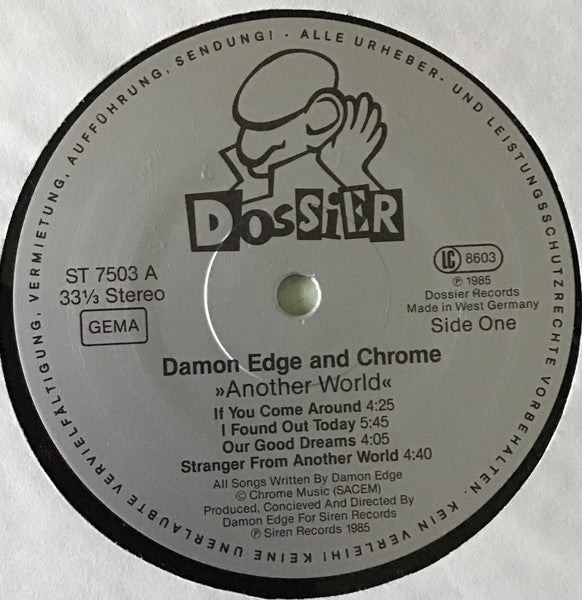 ALLE URHEBER- UND LEISTUNGSSCHUTZRECHTE VORBEHALTEN. KEIN VERLEIH! KEINE UNERLAUBTE VERVIELFÄLTIGUNG, VERMIETUNG, AUFFÜHRUNG, SENDUNG! ·
DOSSiER
ST 7503 A
33⅓ Stereo
GEMA
LC 8603
℗ 1985
Dossier Records
Made in West Germany
Side One
Damon Edge and Chrome
»Another World«
If You Come Around 4:25
I Found Out Today 5:45
Our Good Dreams 4:05
Stranger From Another World 4:40
All Songs Written By Damon Edge
© Chrome Music (SACEM)
Produced, Concieved And Directed By
Damon Edge For Siren Records
℗ Siren Records 1985